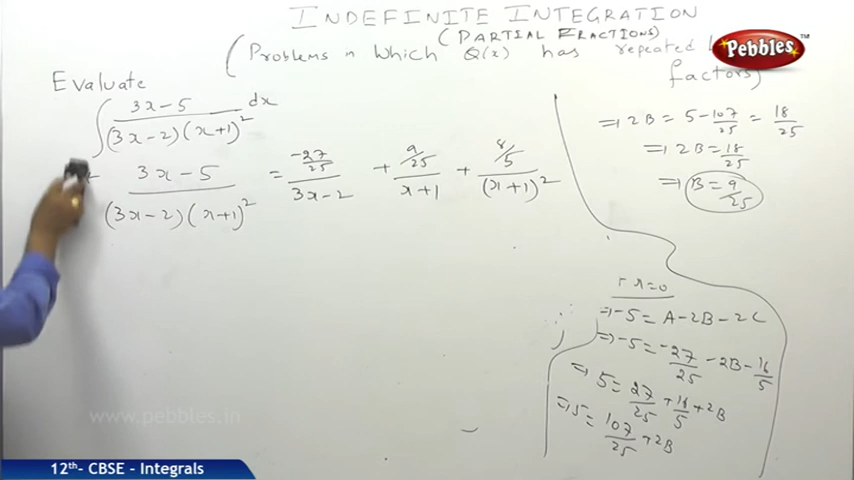 INDEFINITE INTEGRATION
(PARTIAL FRACTIONS)
(Problems in Which Q(x) has repeated
factors)
Pebbles
Evaluate
∫ 3x-5 / (3x-2)(x+1)² dx
3x-5 / (3x-2)(x+1)² = -27/25 / 3x-2 + 9/25 / x+1 + 8/5 / (x+1)²
⇒ 2B = 5 - 107/25 = 18/25
⇒ 2B = 18/25
⇒ B = 9/25
x=0
⇒ -5 = A-2B-2C
⇒ -5 = -27/25 - 2B - 16/5
⇒ 5 = 27/25 + 16/5 + 2B
⇒ 5 = 107/25 + 2B
www.pebbles.in
12th- CBSE - Integrals